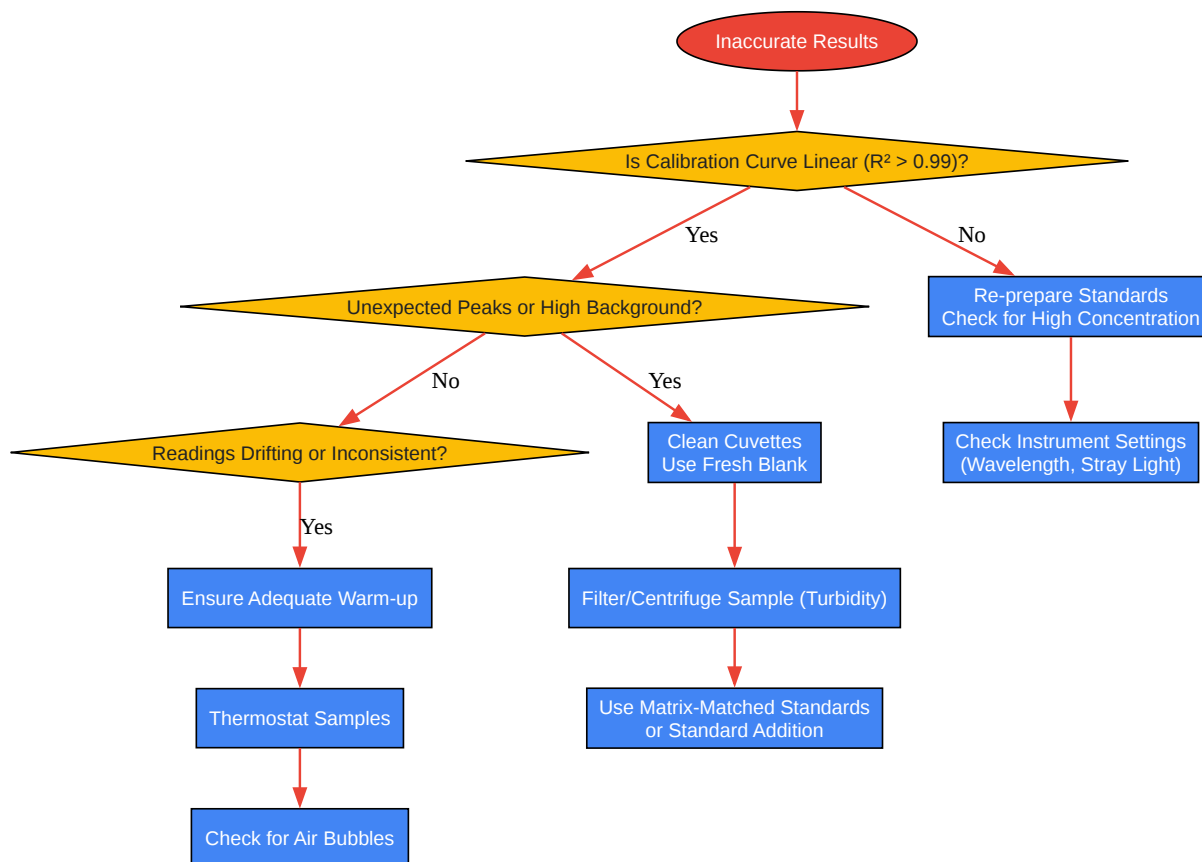 Inaccurate Results
Is Calibration Curve Linear (R² > 0.99)?
Yes
No
Unexpected Peaks or High Background?
Re-prepare Standards
Check for High Concentration
No
Yes
Readings Drifting or Inconsistent?
Clean Cuvettes
Use Fresh Blank
Check Instrument Settings
(Wavelength, Stray Light)
Yes
Ensure Adequate Warm-up
Filter/Centrifuge Sample (Turbidity)
Thermostat Samples
Use Matrix-Matched Standards
or Standard Addition
Check for Air Bubbles